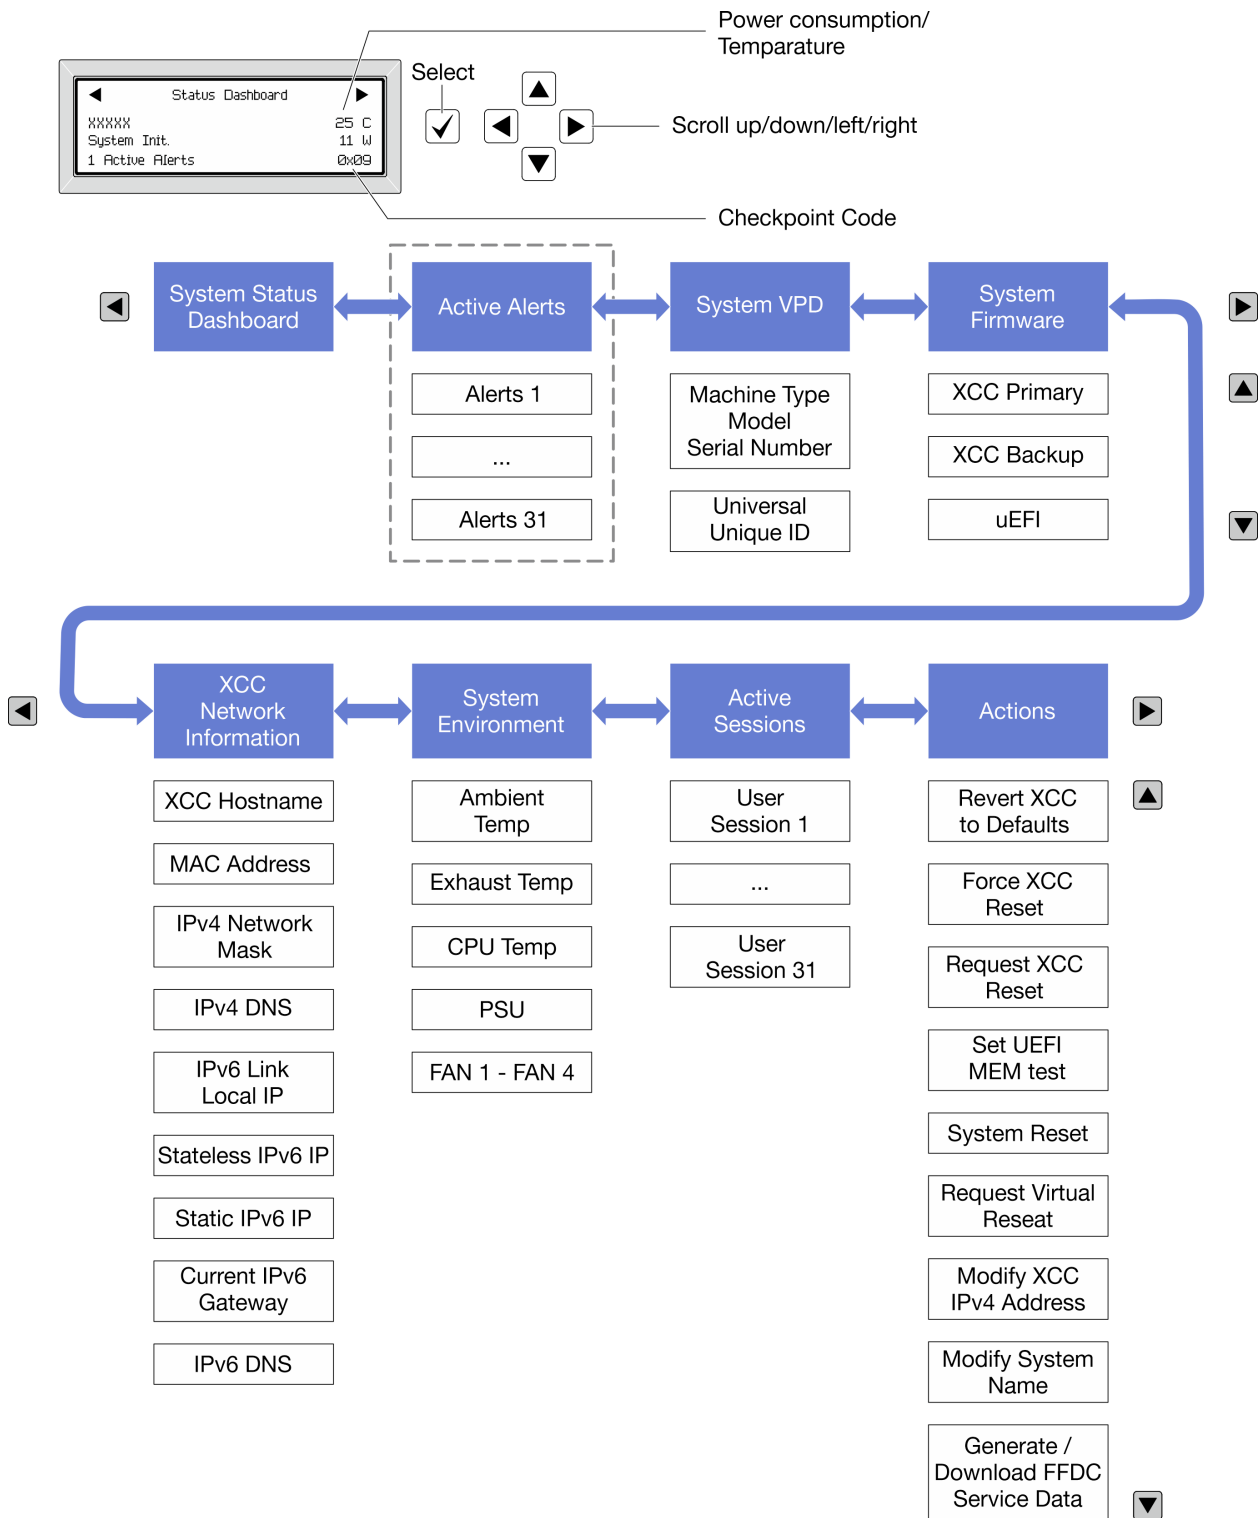 Power consumption/
Temparature
Select
Status Dashboard
XXXXX 25 C
System Init. 11 W
1 Active Alerts 0x09
Scroll up/down/left/right
Checkpoint Code
System Status
Dashboard
Active Alerts
System VPD
System
Firmware
Alerts 1
...
Alerts 31
Machine Type
Model
Serial Number
Universal
Unique ID
XCC Primary
XCC Backup
uEFI
XCC
Network
Information
System
Environment
Active
Sessions
Actions
XCC Hostname
MAC Address
IPv4 Network
Mask
IPv4 DNS
IPv6 Link
Local IP
Stateless IPv6 IP
Static IPv6 IP
Current IPv6
Gateway
IPv6 DNS
Ambient
Temp
Exhaust Temp
CPU Temp
PSU
FAN 1 - FAN 4
User
Session 1
...
User
Session 31
Revert XCC
to Defaults
Force XCC
Reset
Request XCC
Reset
Set UEFI
MEM test
System Reset
Request Virtual
Reseat
Modify XCC
IPv4 Address
Modify System
Name
Generate /
Download FFDC
Service Data